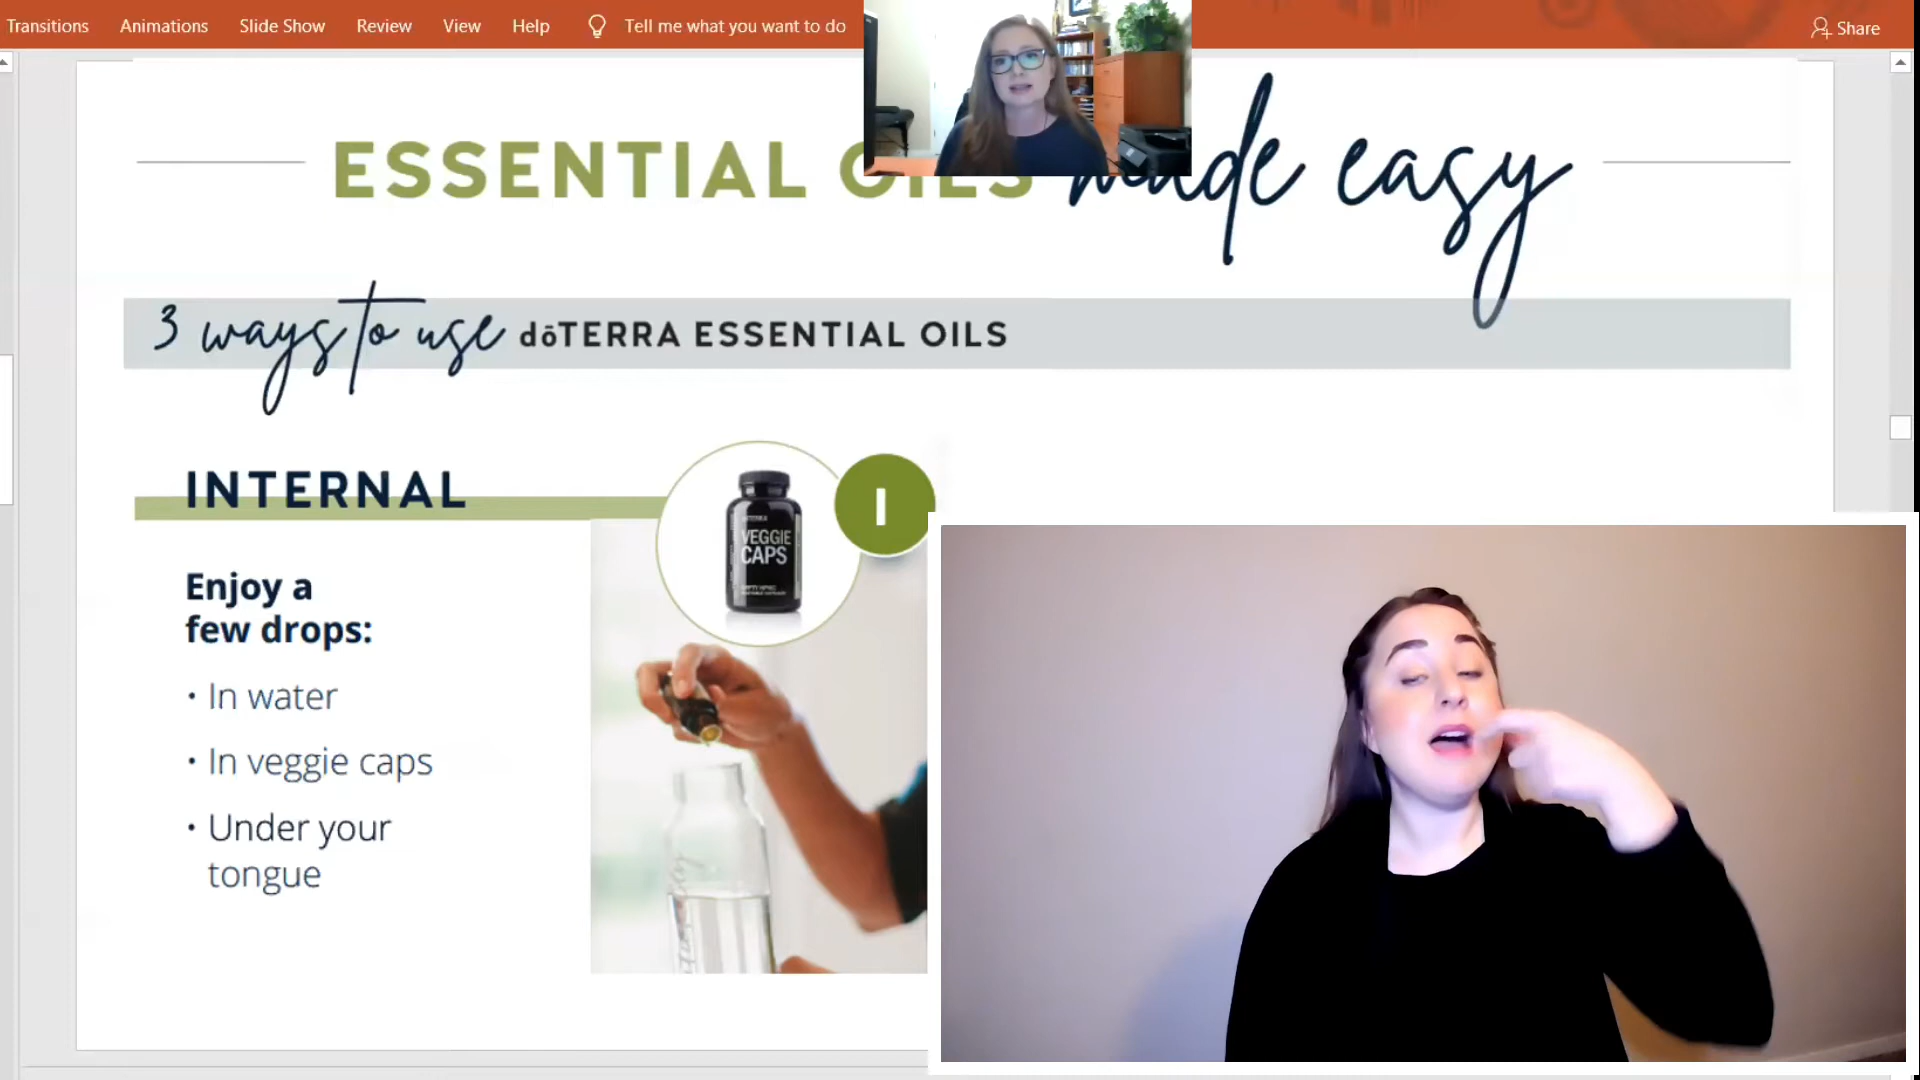 Transitions Animations Slide Show Review View Help Tell me what you want to do Share
ESSENTIAL OILS made easy
3 ways to use dōTERRA ESSENTIAL OILS
INTERNAL
I
VEGGIE
CAPS
Enjoy a
few drops:
• In water
• In veggie caps
• Under your
tongue